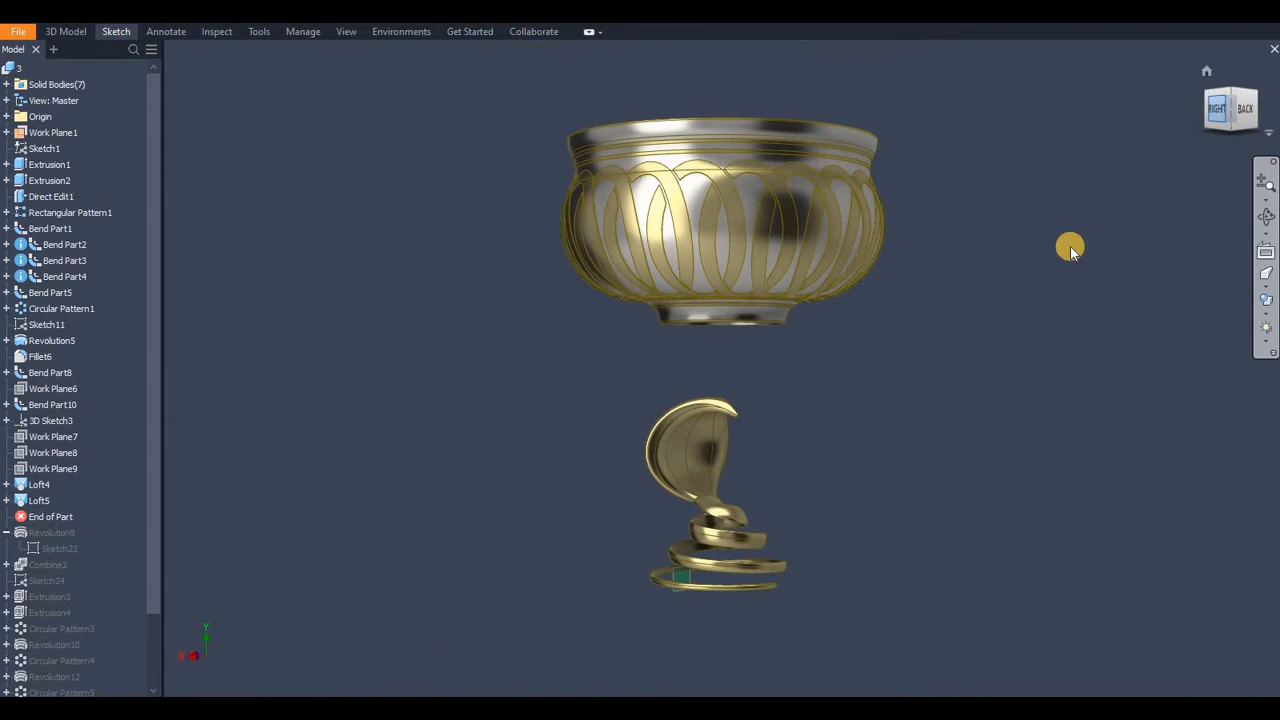 File 3D Model Sketch Annotate Inspect Tools Manage View Environments Get Started Collaborate
Model
3
Solid Bodies(7)
View: Master
Origin
Work Plane1
Sketch1
Extrusion1
Extrusion2
Direct Edit1
Rectangular Pattern1
Bend Part1
Bend Part2
Bend Part3
Bend Part4
Bend Part5
Circular Pattern1
Sketch11
Revolution5
Fillet6
Bend Part8
Work Plane6
Bend Part10
3D Sketch3
Work Plane7
Work Plane8
Work Plane9
Loft4
Loft5
End of Part
Revolution8
Sketch23
Combine2
Sketch24
Extrusion3
Extrusion4
Circular Pattern3
Revolution10
Circular Pattern4
Revolution12
Circular Pattern5
RIGHT BACK
Y
X